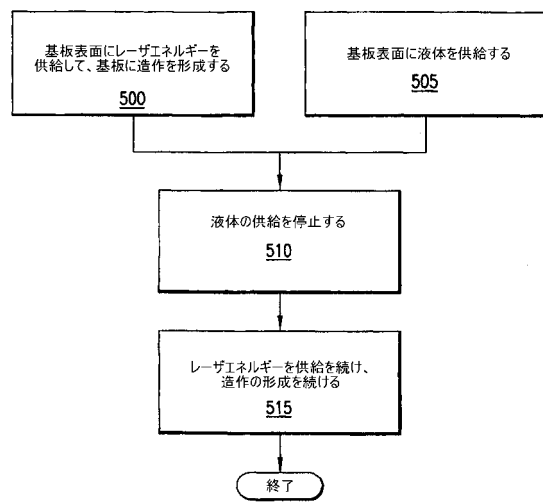 基板表面にレーザエネルギーを
供給して、基板に造作を形成する
500
基板表面に液体を供給する
505
液体の供給を停止する
510
レーザエネルギーを供給を続け、
造作の形成を続ける
515
終了